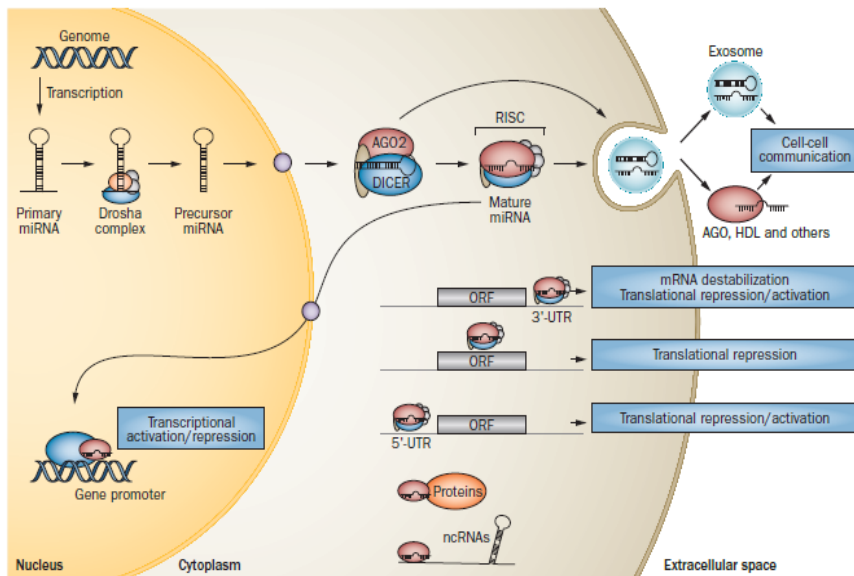 Genome
Transcription
Primary
miRNA
Drosha
complex
Precursor
miRNA
AGO2
DICER
RISC
Mature
miRNA
Exosome
Cell-cell
communication
AGO, HDL and others
ORF
3'-UTR
mRNA destabilization
Translational repression/activation
ORF
Translational repression
5'-UTR
ORF
Translational repression/activation
Transcriptional
activation/repression
Gene promoter
Proteins
ncRNAs
Nucleus
Cytoplasm
Extracellular space